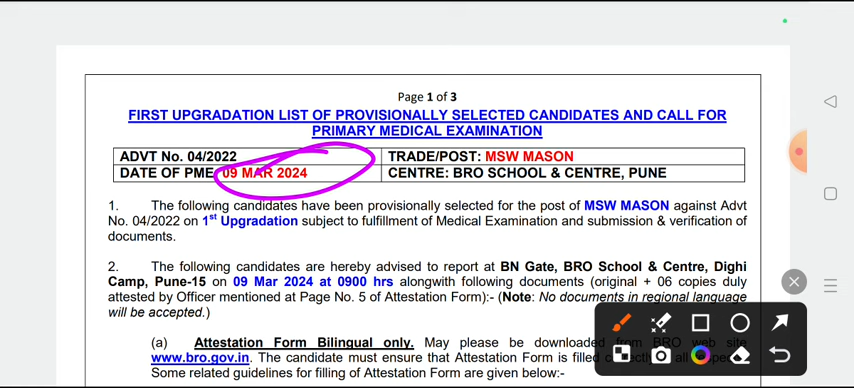 Page 1 of 3
FIRST UPGRADATION LIST OF PROVISIONALLY SELECTED CANDIDATES AND CALL FOR
PRIMARY MEDICAL EXAMINATION
ADVT No. 04/2022 TRADE/POST: MSW MASON
DATE OF PME 09 MAR 2024 CENTRE: BRO SCHOOL & CENTRE, PUNE
1. The following candidates have been provisionally selected for the post of MSW MASON against Advt
No. 04/2022 on 1st Upgradation subject to fulfillment of Medical Examination and submission & verification of
documents.
2. The following candidates are hereby advised to report at BN Gate, BRO School & Centre, Dighi
Camp, Pune-15 on 09 Mar 2024 at 0900 hrs alongwith following documents (original + 06 copies duly
attested by Officer mentioned at Page No. 5 of Attestation Form):- (Note: No documents in regional language
will be accepted.)
(a) Attestation Form Bilingual only. May please be downloaded from BRO web site
www.bro.gov.in. The candidate must ensure that Attestation Form is filled
Some related guidelines for filling of Attestation Form are given below:-